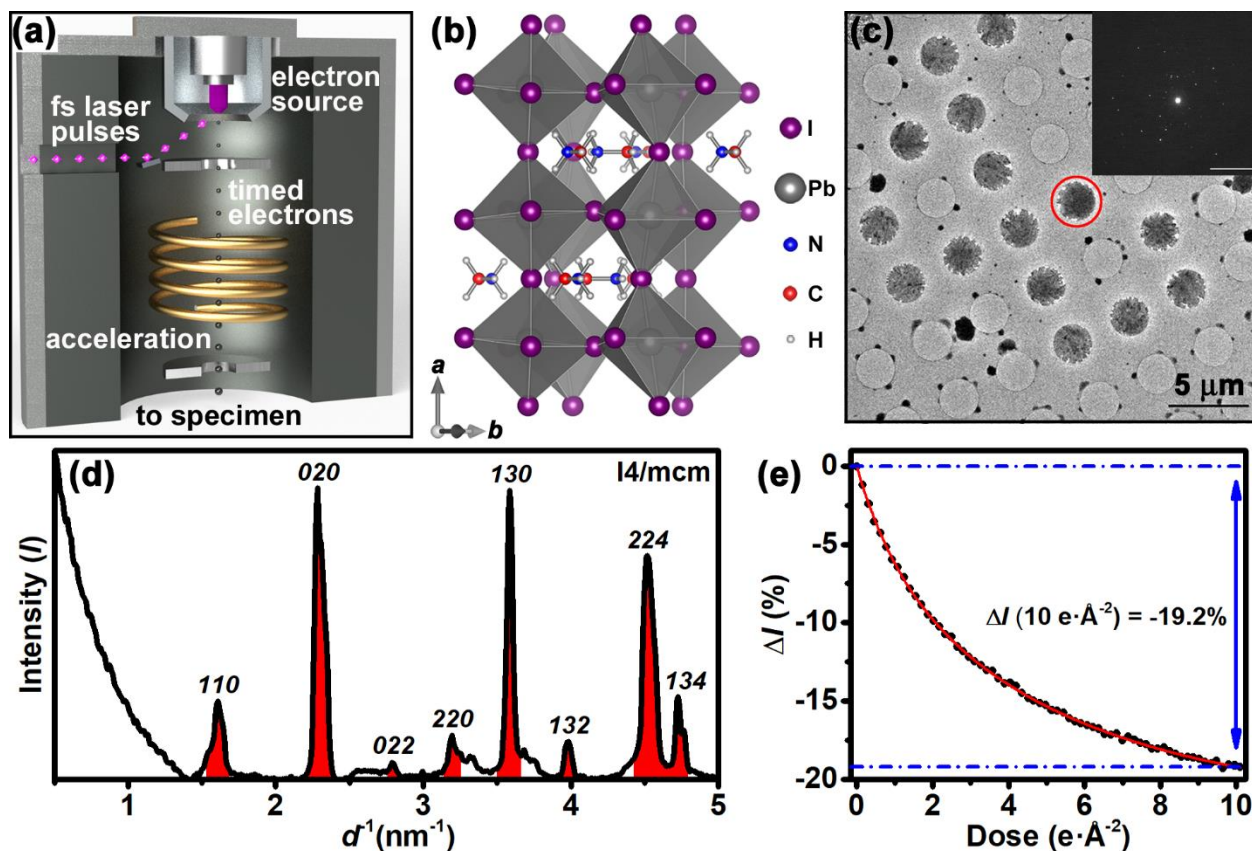 (a)
electron
source
fs laser
pulses
timed
electrons
acceleration
to specimen
(b)
I
Pb
N
C
H
a
b
(c)
5 μm
(d)
I4/mcm
020
130
224
110
134
220
132
022
Intensity (I)
1 2 3 4 5
d⁻¹(nm⁻¹)
(e)
0
-5
-10
-15
-20
ΔI (%)
ΔI (10 e·Å⁻²) = -19.2%
0 2 4 6 8 10
Dose (e·Å⁻²)